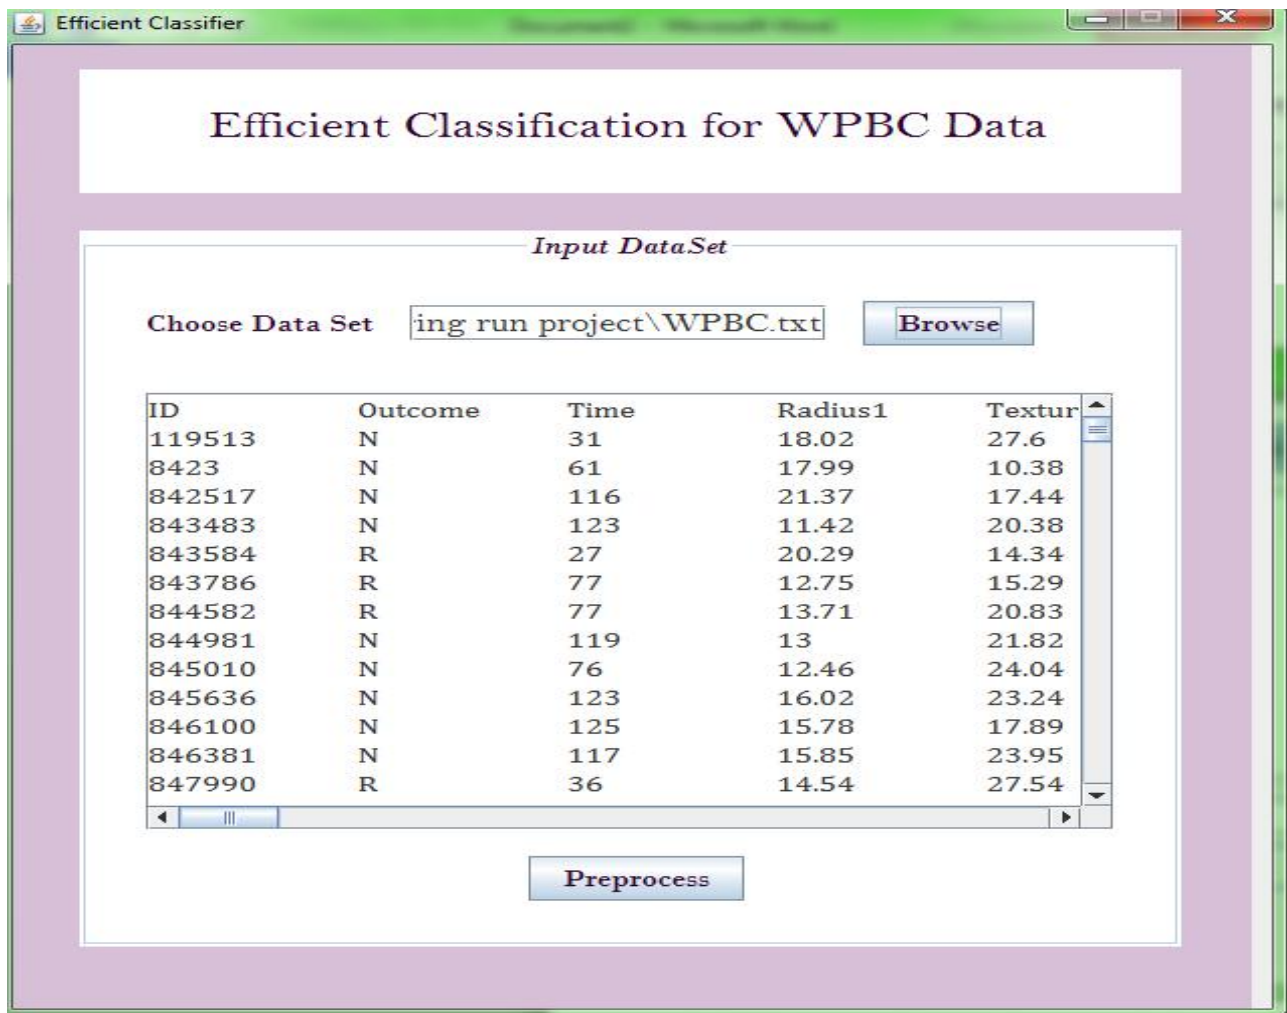 Efficient Classifier
Efficient Classification for WPBC Data
Input DataSet
Choose Data Set ing run project\WPBC.txt Browse
ID Outcome Time Radius1 Textur
119513 N 31 18.02 27.6
8423 N 61 17.99 10.38
842517 N 116 21.37 17.44
843483 N 123 11.42 20.38
843584 R 27 20.29 14.34
843786 R 77 12.75 15.29
844582 R 77 13.71 20.83
844981 N 119 13 21.82
845010 N 76 12.46 24.04
845636 N 123 16.02 23.24
846100 N 125 15.78 17.89
846381 N 117 15.85 23.95
847990 R 36 14.54 27.54
Preprocess